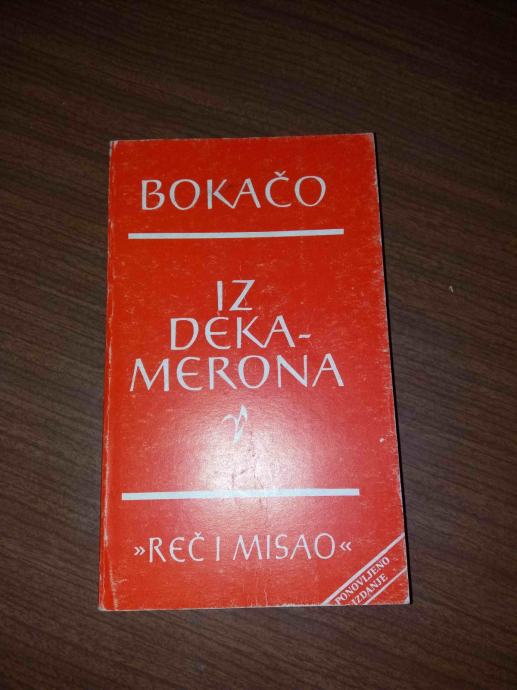 BOKAČO
IZ
DEKA-
MERONA
»REČ I MISAO«
PONOVLJENO
IZDANJE